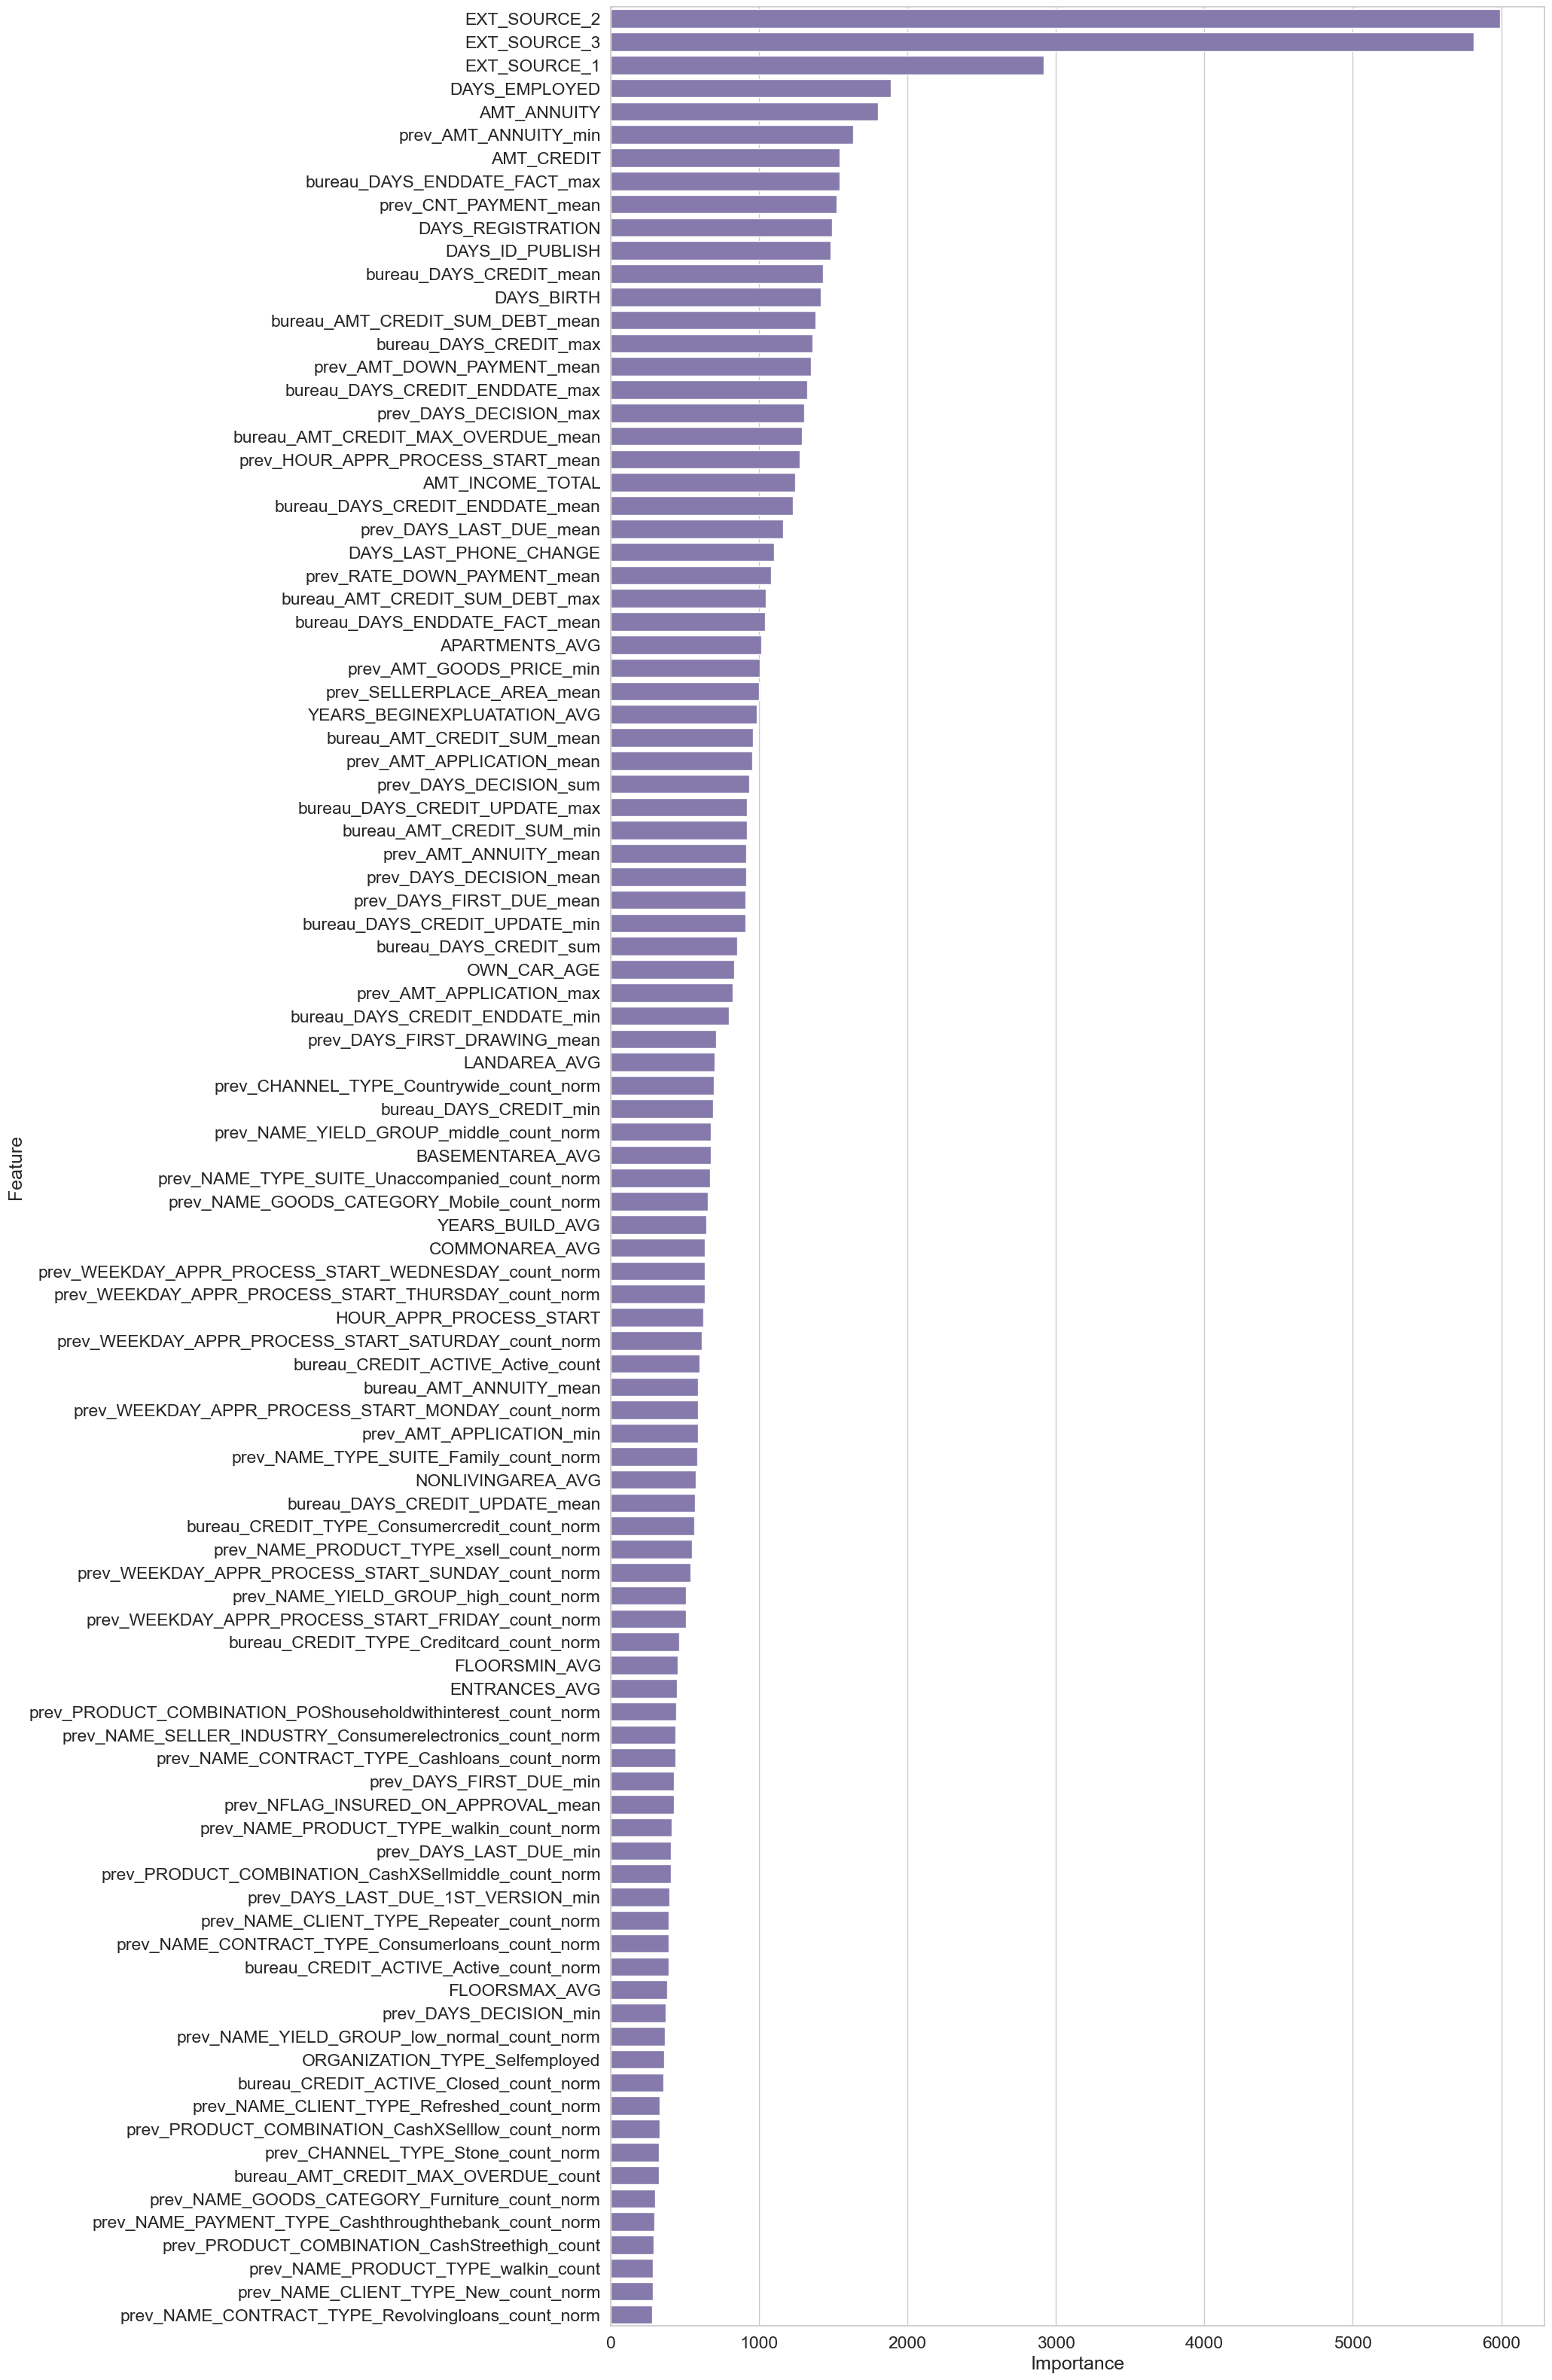 EXT_SOURCE_2
EXT_SOURCE_3
EXT_SOURCE_1
DAYS_EMPLOYED
AMT_ANNUITY
prev_AMT_ANNUITY_min
AMT_CREDIT
bureau_DAYS_ENDDATE_FACT_max
prev_CNT_PAYMENT_mean
DAYS_REGISTRATION
DAYS_ID_PUBLISH
bureau_DAYS_CREDIT_mean
DAYS_BIRTH
bureau_AMT_CREDIT_SUM_DEBT_mean
bureau_DAYS_CREDIT_max
prev_AMT_DOWN_PAYMENT_mean
bureau_DAYS_CREDIT_ENDDATE_max
prev_DAYS_DECISION_max
bureau_AMT_CREDIT_MAX_OVERDUE_mean
prev_HOUR_APPR_PROCESS_START_mean
AMT_INCOME_TOTAL
bureau_DAYS_CREDIT_ENDDATE_mean
prev_DAYS_LAST_DUE_mean
DAYS_LAST_PHONE_CHANGE
prev_RATE_DOWN_PAYMENT_mean
bureau_AMT_CREDIT_SUM_DEBT_max
bureau_DAYS_ENDDATE_FACT_mean
APARTMENTS_AVG
prev_AMT_GOODS_PRICE_min
prev_SELLERPLACE_AREA_mean
YEARS_BEGINEXPLUATATION_AVG
bureau_AMT_CREDIT_SUM_mean
prev_AMT_APPLICATION_mean
prev_DAYS_DECISION_sum
bureau_DAYS_CREDIT_UPDATE_max
bureau_AMT_CREDIT_SUM_min
prev_AMT_ANNUITY_mean
prev_DAYS_DECISION_mean
prev_DAYS_FIRST_DUE_mean
bureau_DAYS_CREDIT_UPDATE_min
bureau_DAYS_CREDIT_sum
OWN_CAR_AGE
prev_AMT_APPLICATION_max
bureau_DAYS_CREDIT_ENDDATE_min
prev_DAYS_FIRST_DRAWING_mean
LANDAREA_AVG
prev_CHANNEL_TYPE_Countrywide_count_norm
bureau_DAYS_CREDIT_min
prev_NAME_YIELD_GROUP_middle_count_norm
BASEMENTAREA_AVG
prev_NAME_TYPE_SUITE_Unaccompanied_count_norm
prev_NAME_GOODS_CATEGORY_Mobile_count_norm
YEARS_BUILD_AVG
COMMONAREA_AVG
prev_WEEKDAY_APPR_PROCESS_START_WEDNESDAY_count_norm
prev_WEEKDAY_APPR_PROCESS_START_THURSDAY_count_norm
HOUR_APPR_PROCESS_START
prev_WEEKDAY_APPR_PROCESS_START_SATURDAY_count_norm
bureau_CREDIT_ACTIVE_Active_count
bureau_AMT_ANNUITY_mean
prev_WEEKDAY_APPR_PROCESS_START_MONDAY_count_norm
prev_AMT_APPLICATION_min
prev_NAME_TYPE_SUITE_Family_count_norm
NONLIVINGAREA_AVG
bureau_DAYS_CREDIT_UPDATE_mean
bureau_CREDIT_TYPE_Consumercredit_count_norm
prev_NAME_PRODUCT_TYPE_xsell_count_norm
prev_WEEKDAY_APPR_PROCESS_START_SUNDAY_count_norm
prev_NAME_YIELD_GROUP_high_count_norm
prev_WEEKDAY_APPR_PROCESS_START_FRIDAY_count_norm
bureau_CREDIT_TYPE_Creditcard_count_norm
FLOORSMIN_AVG
ENTRANCES_AVG
prev_PRODUCT_COMBINATION_POShouseholdwithinterest_count_norm
prev_NAME_SELLER_INDUSTRY_Consumerelectronics_count_norm
prev_NAME_CONTRACT_TYPE_Cashloans_count_norm
prev_DAYS_FIRST_DUE_min
prev_NFLAG_INSURED_ON_APPROVAL_mean
prev_NAME_PRODUCT_TYPE_walkin_count_norm
prev_DAYS_LAST_DUE_min
prev_PRODUCT_COMBINATION_CashXSellmiddle_count_norm
prev_DAYS_LAST_DUE_1ST_VERSION_min
prev_NAME_CLIENT_TYPE_Repeater_count_norm
prev_NAME_CONTRACT_TYPE_Consumerloans_count_norm
bureau_CREDIT_ACTIVE_Active_count_norm
FLOORSMAX_AVG
prev_DAYS_DECISION_min
prev_NAME_YIELD_GROUP_low_normal_count_norm
ORGANIZATION_TYPE_Selfemployed
bureau_CREDIT_ACTIVE_Closed_count_norm
prev_NAME_CLIENT_TYPE_Refreshed_count_norm
prev_PRODUCT_COMBINATION_CashXSelllow_count_norm
prev_CHANNEL_TYPE_Stone_count_norm
bureau_AMT_CREDIT_MAX_OVERDUE_count
prev_NAME_GOODS_CATEGORY_Furniture_count_norm
prev_NAME_PAYMENT_TYPE_Cashthroughthebank_count_norm
prev_PRODUCT_COMBINATION_CashStreethigh_count
prev_NAME_PRODUCT_TYPE_walkin_count
prev_NAME_CLIENT_TYPE_New_count_norm
prev_NAME_CONTRACT_TYPE_Revolvingloans_count_norm
Feature
0 1000 2000 3000 4000 5000 6000
Importance